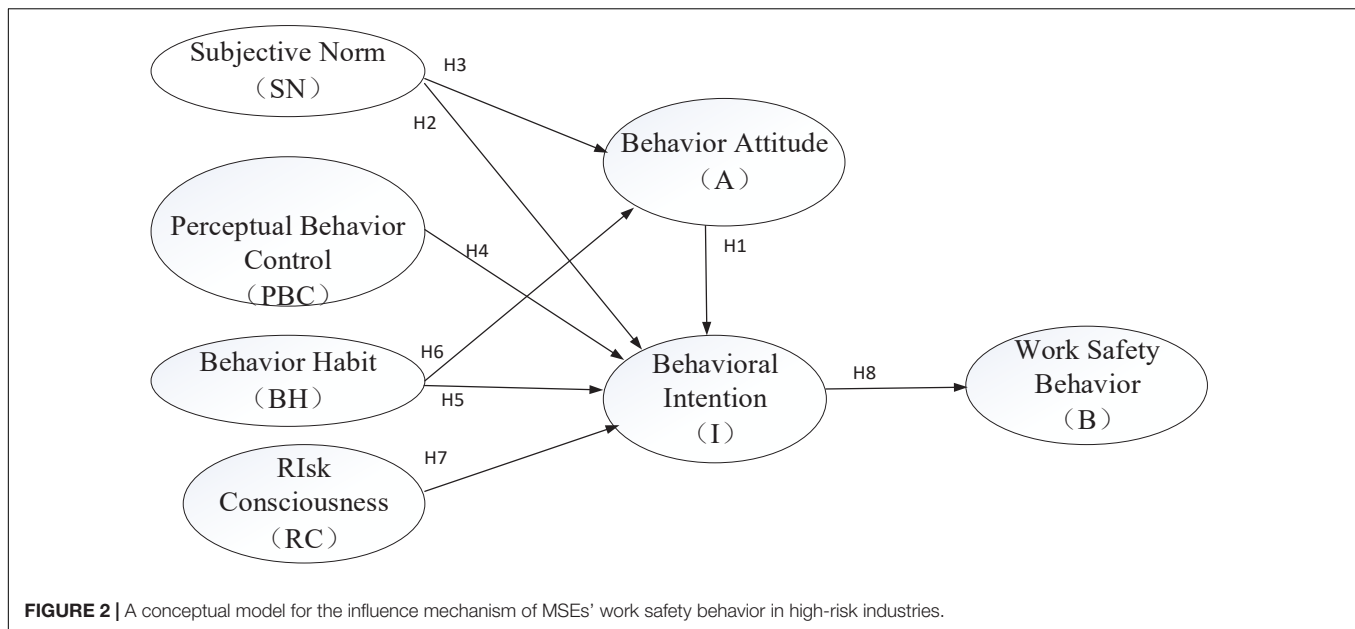 Subjective Norm
（SN）
H3
H2
Behavior Attitude
（A）
Perceptual Behavior
Control
（PBC）
H4
H1
Behavior Habit
（BH）
H6
H5
Behavioral
Intention
（I）
H8
Work Safety
Behavior
（B）
RIsk
Consciousness
（RC）
H7
FIGURE 2 | A conceptual model for the influence mechanism of MSEs' work safety behavior in high-risk industries.